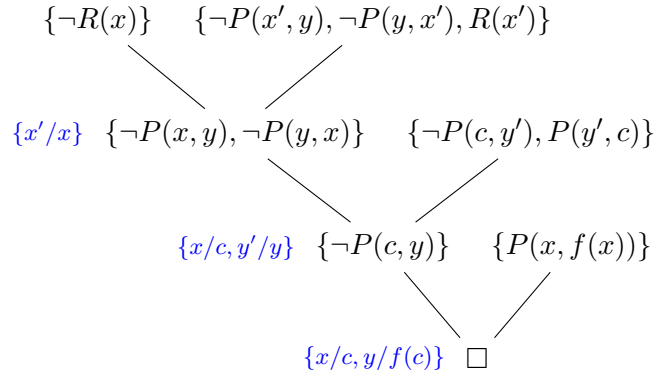 {¬R(x)} {¬P(x′, y), ¬P(y, x′), R(x′)}
{x′/x} {¬P(x, y), ¬P(y, x)} {¬P(c, y′), P(y′, c)}
{x/c, y′/y} {¬P(c, y)} {P(x, f(x))}
{x/c, y/f(c)} □